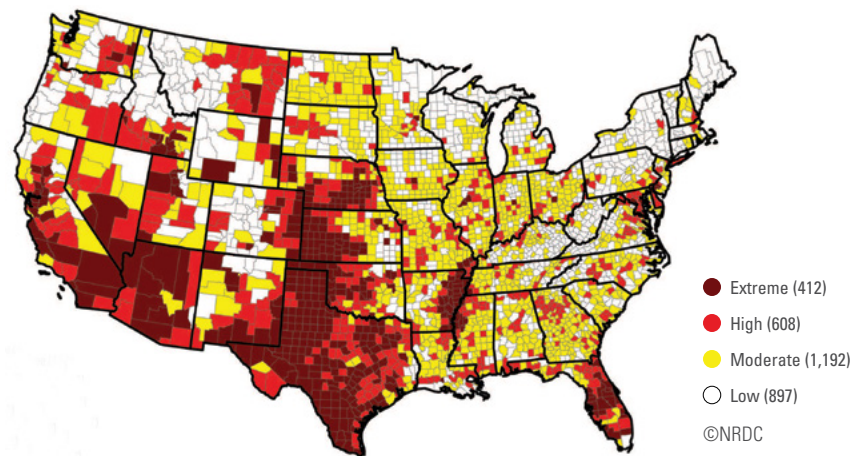 Extreme (412)
High (608)
Moderate (1,192)
Low (897)
©NRDC